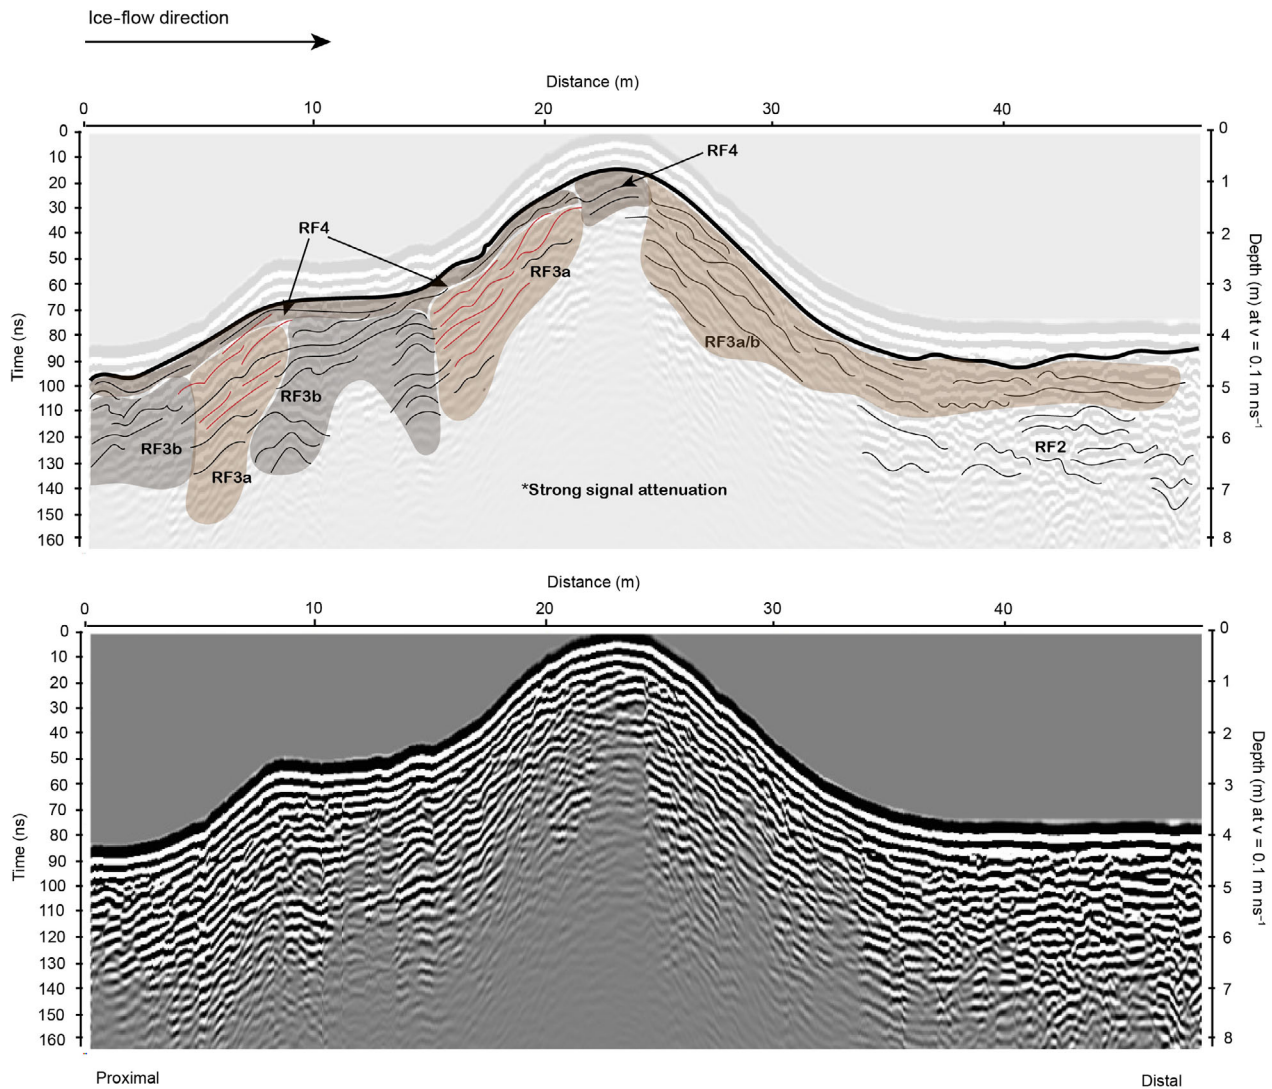 Ice-flow direction
Distance (m)
0 10 20 30 40
Time (ns)
0
10
20
30
40
50
60
70
80
90
100
110
120
130
140
150
160
RF4
RF4
RF3a
RF3a/b
RF3b
RF3b
RF3a
RF2
*Strong signal attenuation
0
1
2
3
4
5
6
7
8
Depth (m) at v = 0.1 m ns⁻¹
Distance (m)
0 10 20 30 40
Time (ns)
0
10
20
30
40
50
60
70
80
90
100
110
120
130
140
150
160
0
1
2
3
4
5
6
7
8
Depth (m) at v = 0.1 m ns⁻¹
Proximal Distal